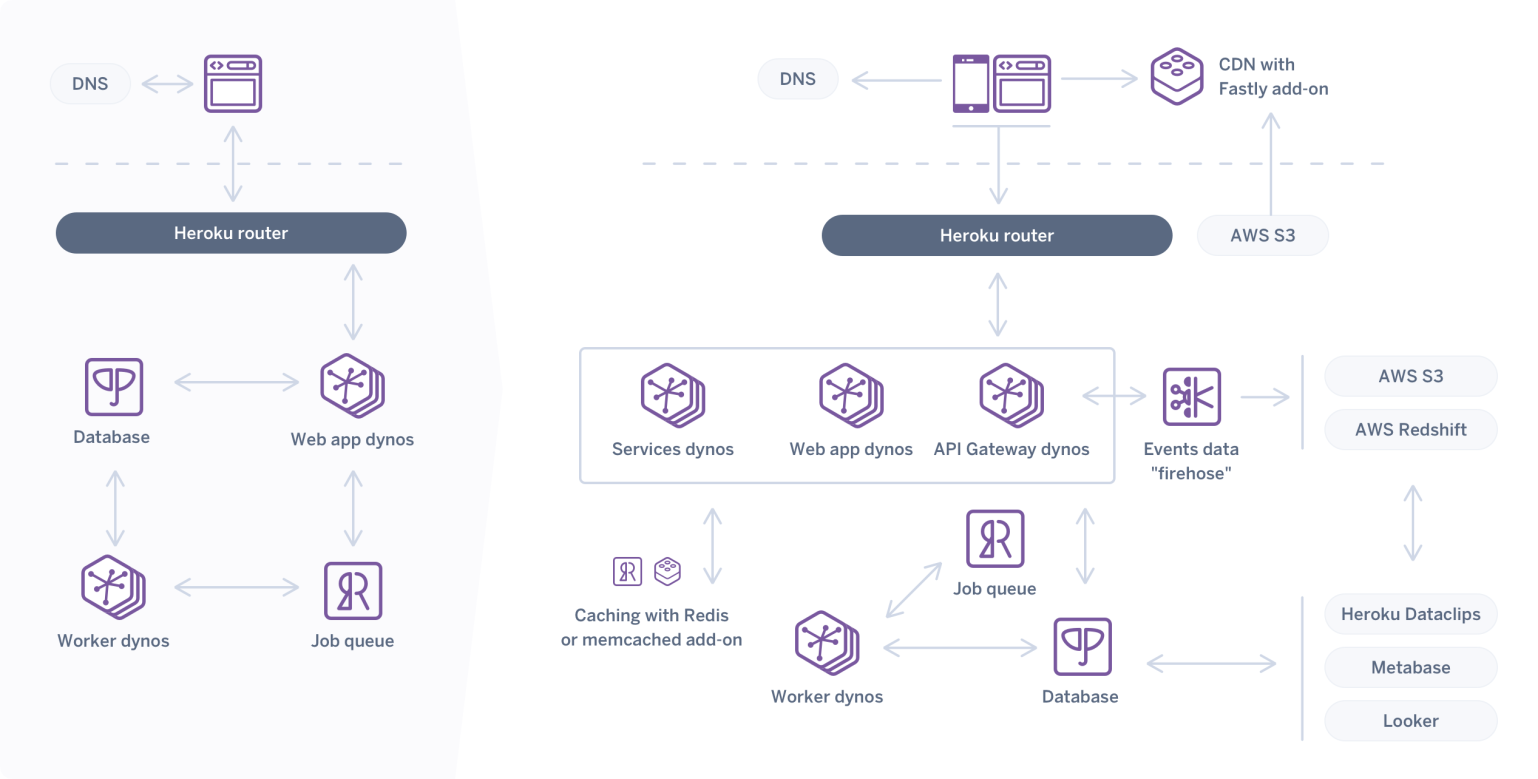 DNS
Heroku router
Database
Web app dynos
Worker dynos
Job queue
DNS
CDN with
Fastly add-on
Heroku router
AWS S3
Services dynos
Web app dynos
API Gateway dynos
Events data
"firehose"
AWS S3
AWS Redshift
Caching with Redis
or memcached add-on
Job queue
Worker dynos
Database
Heroku Dataclips
Metabase
Looker